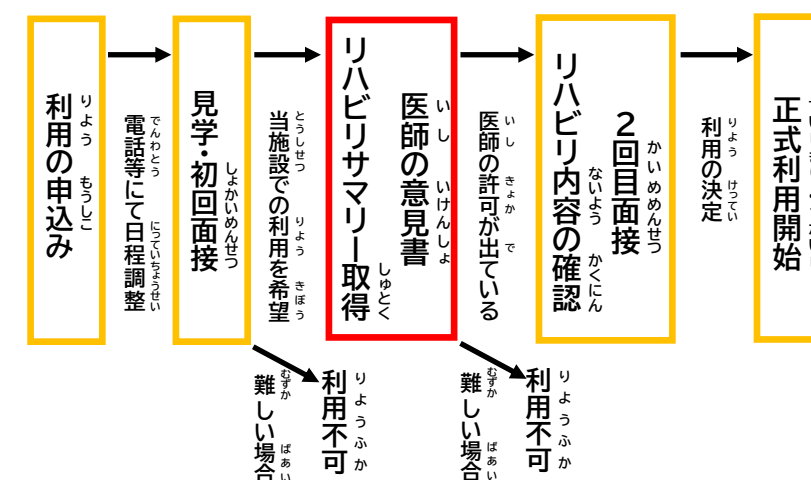 利用の申込み
りよう もうしこ
電話等にて日程調整
でんわとう にっていちょうせい
見学・初回面接
しょかいめんせつ
当施設での利用を希望
とうしせつ りよう きぼう
医師の意見書
いし いけんしょ
リハビリサマリー取得
しゅとく
医師の許可が出ている
いし きょか で
2回目面接
かいめめんせつ
リハビリ内容の確認
ないよう かくにん
利用の決定
りよう けってい
正式利用開始
難しい場合
むずか ばあい
利用不可
りようふか
難しい場合
むずか ばあい
利用不可
りようふか